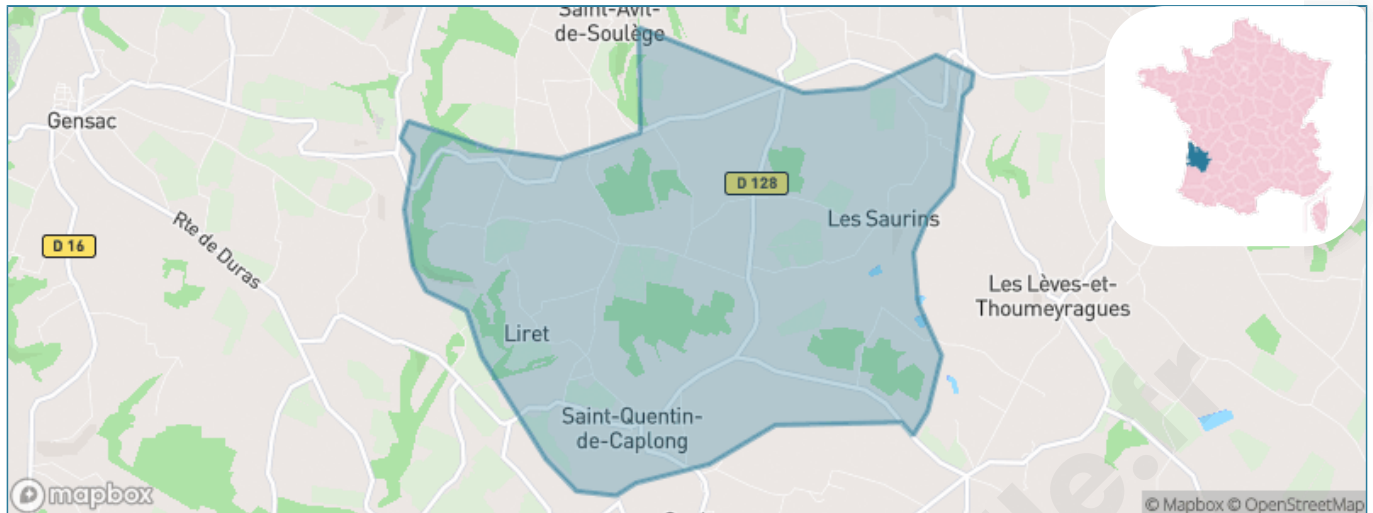 Saint-Avit-
de-Soulège
Gensac
D 128
Les Saurins
Rte de Duras
D 16
Les Lèves-et-
Thoumeyragues
Liret
Saint-Quentin-
de-Caplong
mapbox
© Mapbox © OpenStreetMap